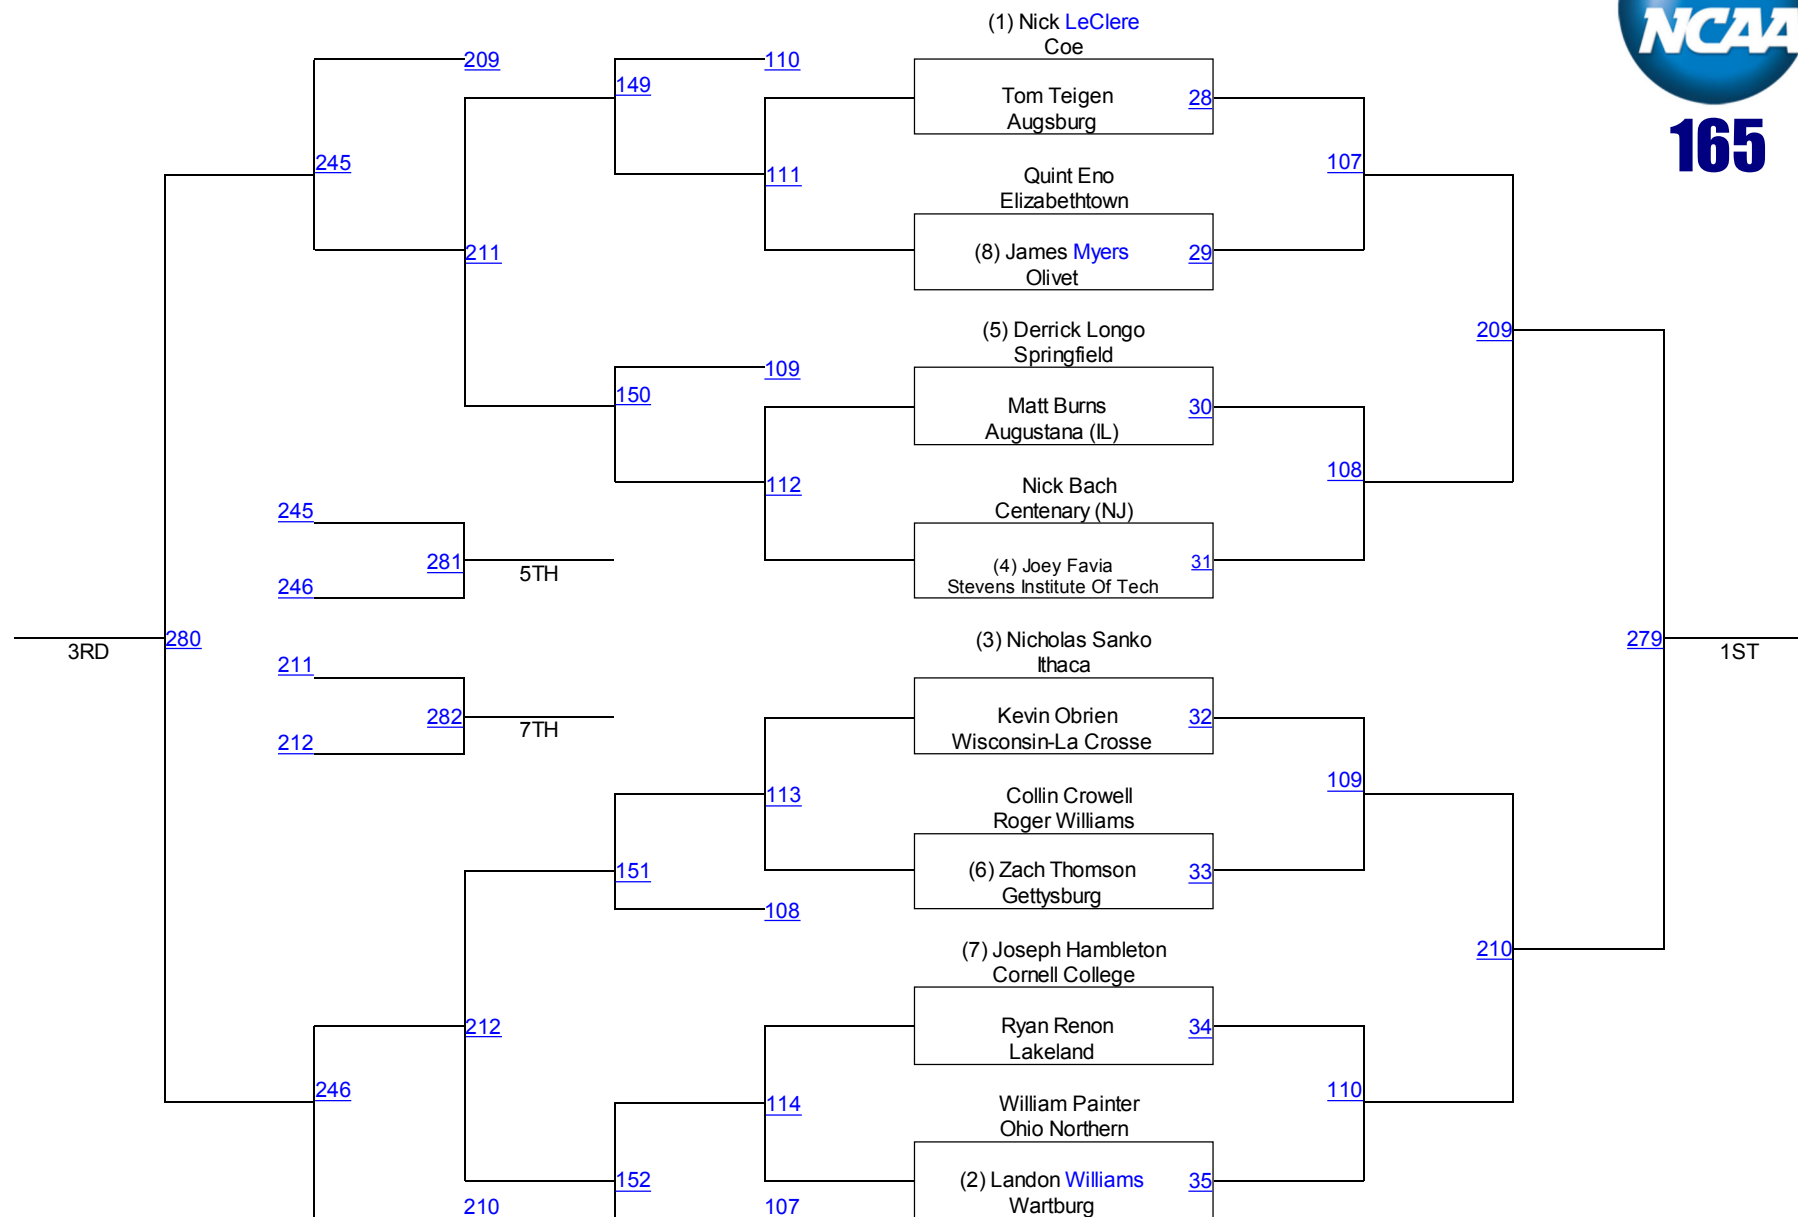 (1) Nick LeClere
NCAA
Coe
209
110
149
Tom Teigen
28
Augsburg
165
245
107
111
Quint Eno
Elizabethtown
211
(8) James Myers
29
Olivet
(5) Derrick Longo
209
Springfield
109
150
Matt Burns
30
Augustana (IL)
108
112
Nick Bach
245
Centenary (NJ)
281
5TH
(4) Joey Favia
31
246
Stevens Institute Of Tech
280
(3) Nicholas Sanko
279
3RD
1ST
211
Ithaca
282
7TH
Kevin Obrien
32
212
Wisconsin-La Crosse
109
113
Collin Crowell
Roger Williams
151
(6) Zach Thomson
33
Gettysburg
108
(7) Joseph Hambleton
210
Cornell College
212
Ryan Renon
34
Lakeland
246
110
114
William Painter
Ohio Northern
152
(2) Landon Williams
35
210
107
Wartburg